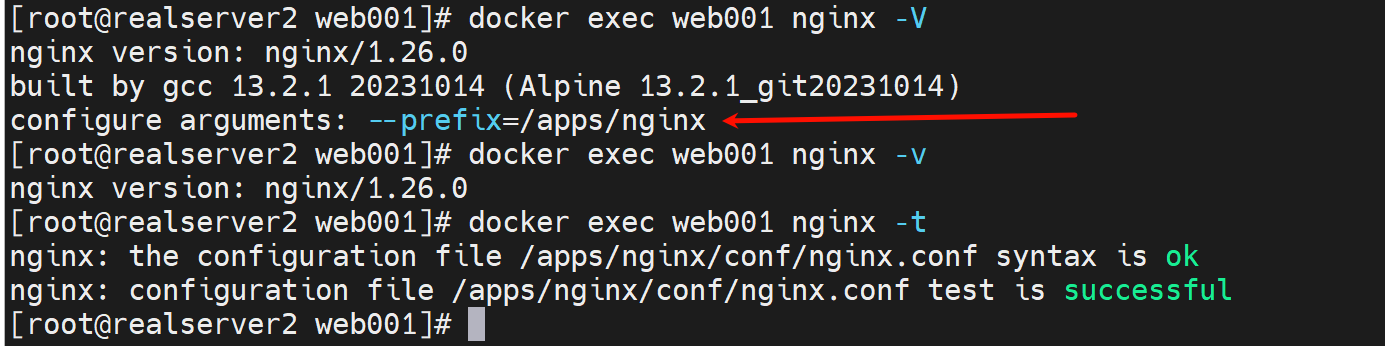 [root@realserver2 web001]# docker exec web001 nginx -V
nginx version: nginx/1.26.0
built by gcc 13.2.1 20231014 (Alpine 13.2.1_git20231014)
configure arguments: --prefix=/apps/nginx
[root@realserver2 web001]# docker exec web001 nginx -v
nginx version: nginx/1.26.0
[root@realserver2 web001]# docker exec web001 nginx -t
nginx: the configuration file /apps/nginx/conf/nginx.conf syntax is ok
nginx: configuration file /apps/nginx/conf/nginx.conf test is successful
[root@realserver2 web001]#